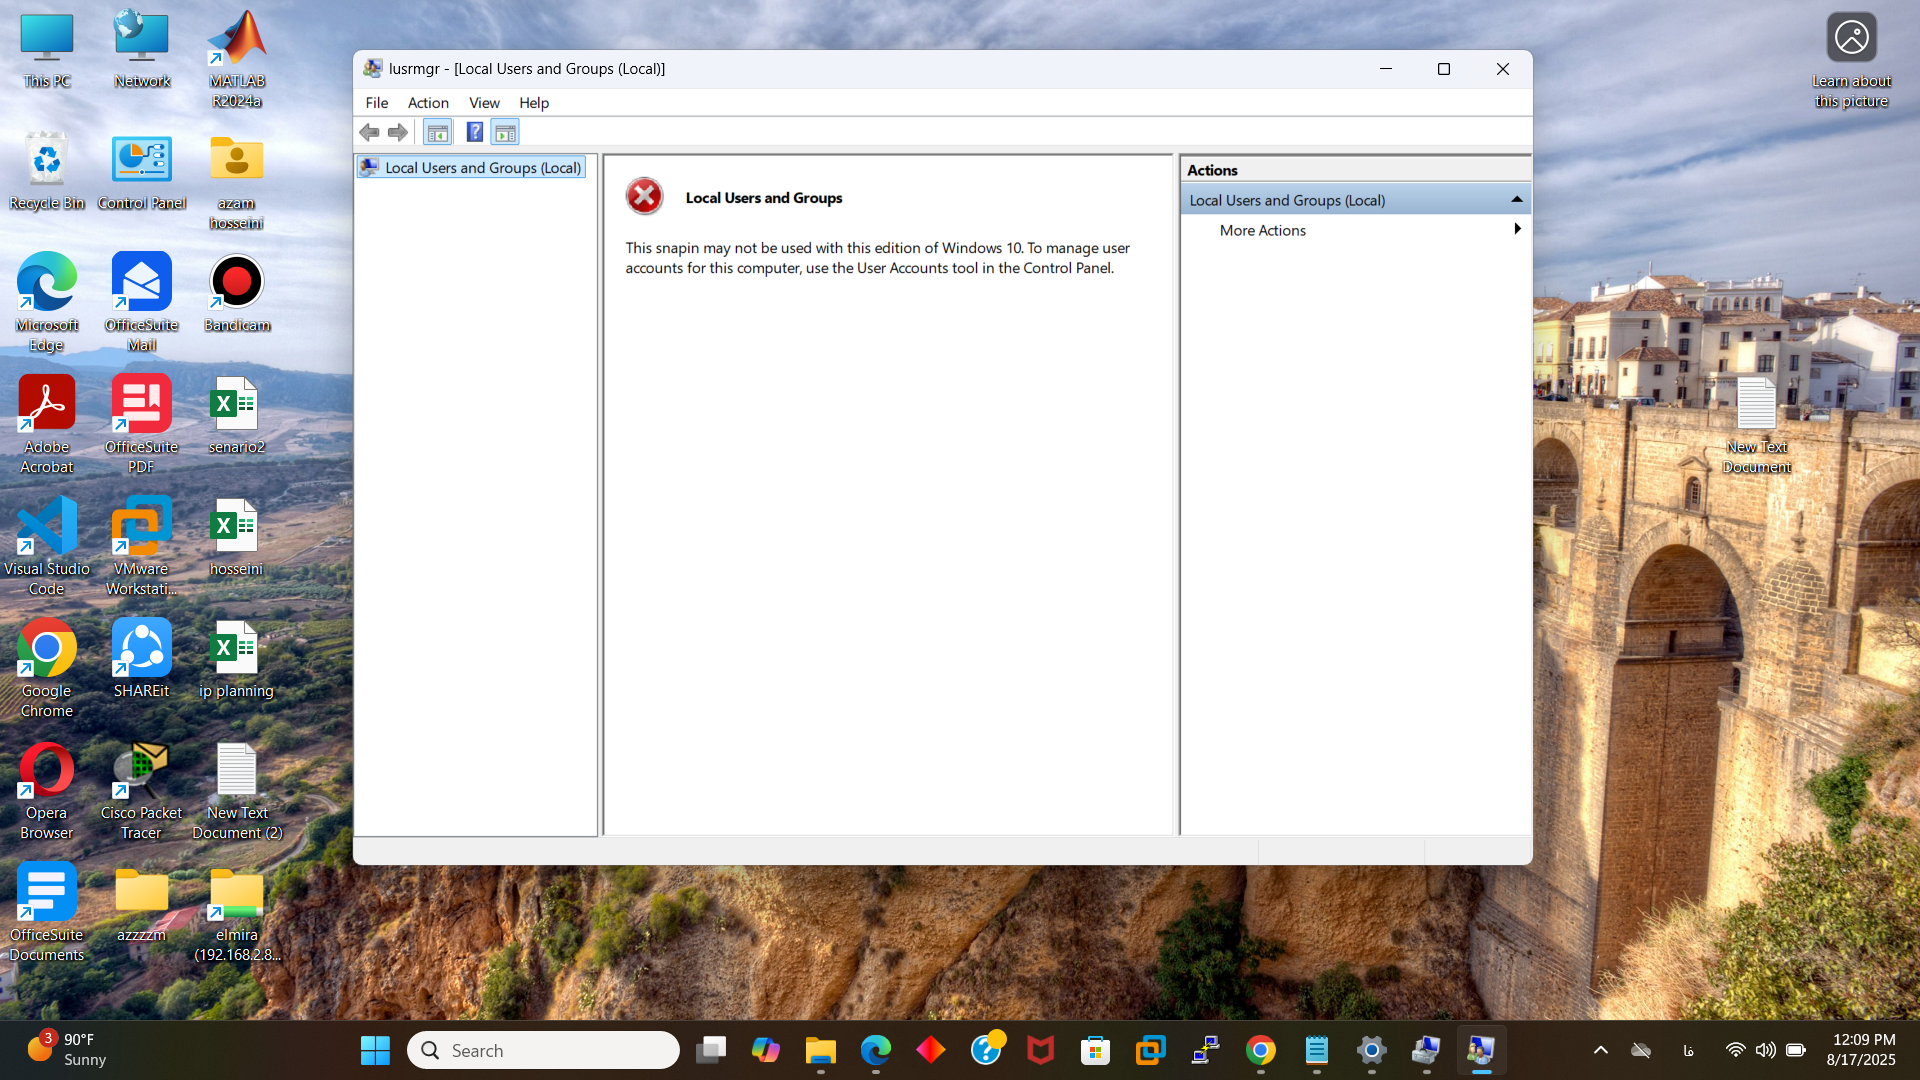 This PC
Network
MATLAB
R2024a
Recycle Bin
Control Panel
azam
hosseini
Microsoft
Edge
OfficeSuite
Mail
Bandicam
Adobe
Acrobat
OfficeSuite
PDF
senario2
Visual Studio
Code
VMware
Workstati...
hosseini
Google
Chrome
SHAREit
ip planning
Opera
Browser
Cisco Packet
Tracer
New Text
Document (2)
OfficeSuite
Documents
azzzzm
elmira
(192.168.2.8...
lusrmgr - [Local Users and Groups (Local)]
File Action View Help
Local Users and Groups (Local)
Local Users and Groups
This snapin may not be used with this edition of Windows 10. To manage user
accounts for this computer, use the User Accounts tool in the Control Panel.
Actions
Local Users and Groups (Local)
More Actions
Learn about
this picture
New Text
Document
3
90°F
Sunny
Search
فا
12:09 PM
8/17/2025